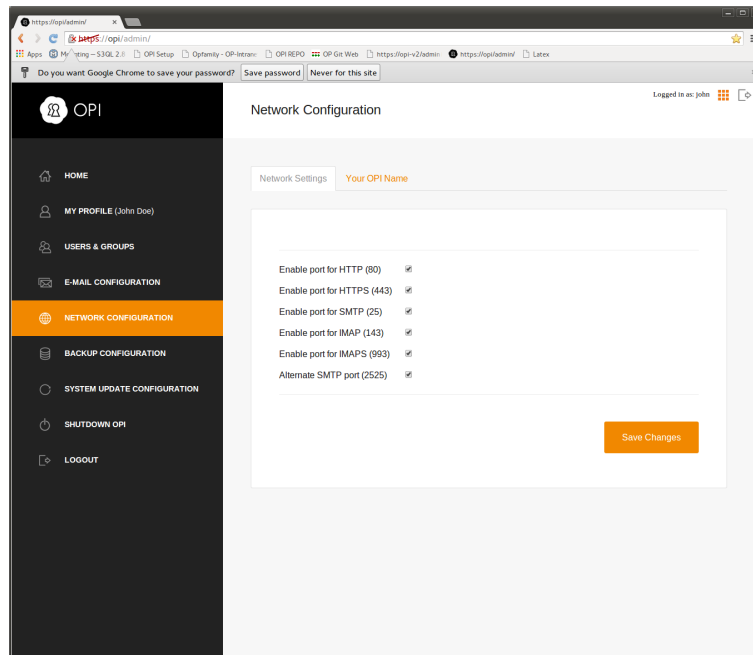 https://opi/admin/
https://opi/admin/
Apps
OPI Setup
Opfamily - OP-Intrane
OPI REPO
OP Git Web
https://opi-v2/admin
https://opi/admin/
Latex
Do you want Google Chrome to save your password?
Save password
Never for this site
OPI
Network Configuration
Logged in as: john
HOME
MY PROFILE (John Doe)
USERS & GROUPS
E-MAIL CONFIGURATION
NETWORK CONFIGURATION
BACKUP CONFIGURATION
SYSTEM UPDATE CONFIGURATION
SHUTDOWN OPI
LOGOUT
Network Settings
Your OPI Name
Enable port for HTTP (80)
Enable port for HTTPS (443)
Enable port for SMTP (25)
Enable port for IMAP (143)
Enable port for IMAPS (993)
Alternate SMTP port (2525)
Save Changes